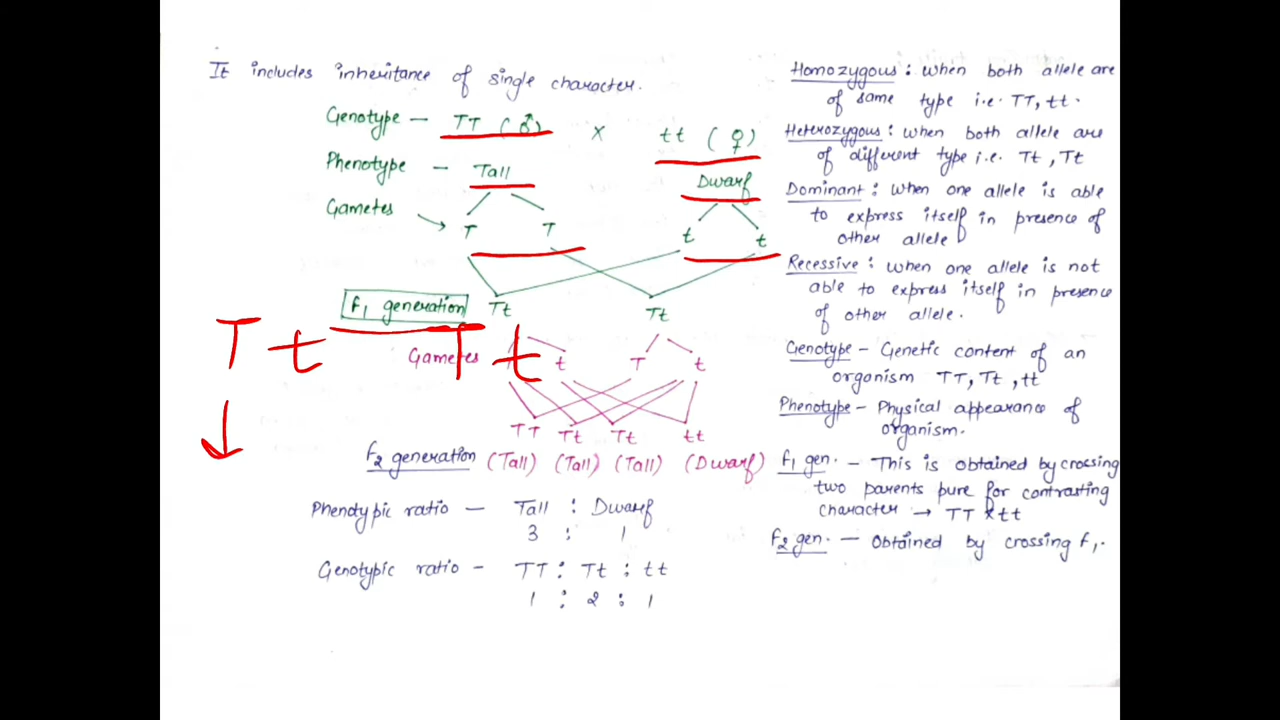 It includes inheritance of single character.
Genotype - TT (♂) x tt (♀)
Phenotype - Tall Dwarf
Gametes → T T t t
F1 generation Tt Tt
T t T t
Gametes t T t
TT Tt Tt tt
F2 generation (Tall) (Tall) (Tall) (Dwarf)
Phenotypic ratio - Tall : Dwarf
3 : 1
Genotypic ratio - TT : Tt : tt
1 : 2 : 1
Homozygous : when both allele are
of same type i.e. TT, tt.
Heterozygous : when both allele are
of different type i.e. Tt, Tt
Dominant : when one allele is able
to express itself in presence of
other allele
Recessive : when one allele is not
able to express itself in presence
of other allele.
Genotype - Genetic content of an
organism TT, Tt, tt
Phenotype - Physical appearance of
organism.
F1 gen. - This is obtained by crossing
two parents pure for contrasting
character → TT x tt
F2 gen. - Obtained by crossing F1.